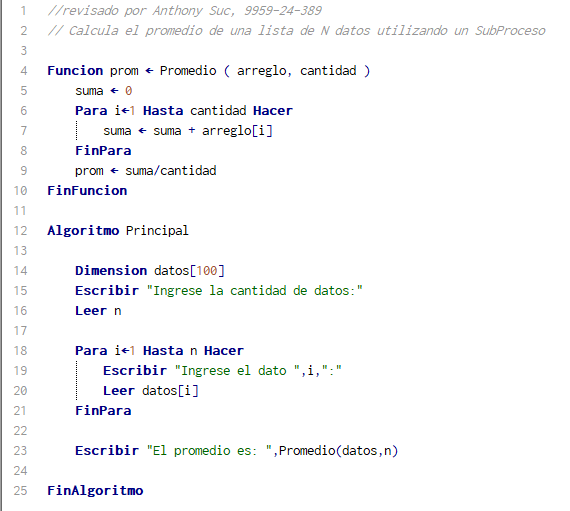 1 //revisado por Anthony Suc, 9959-24-389
2 // Calcula el promedio de una lista de N datos utilizando un SubProceso
3
4 Funcion prom ← Promedio ( arreglo, cantidad )
5 suma ← 0
6 Para i←1 Hasta cantidad Hacer
7 suma ← suma + arreglo[i]
8 FinPara
9 prom ← suma/cantidad
10 FinFuncion
11
12 Algoritmo Principal
13
14 Dimension datos[100]
15 Escribir "Ingrese la cantidad de datos:"
16 Leer n
17
18 Para i←1 Hasta n Hacer
19 Escribir "Ingrese el dato ",i,":"
20 Leer datos[i]
21 FinPara
22
23 Escribir "El promedio es: ",Promedio(datos,n)
24
25 FinAlgoritmo